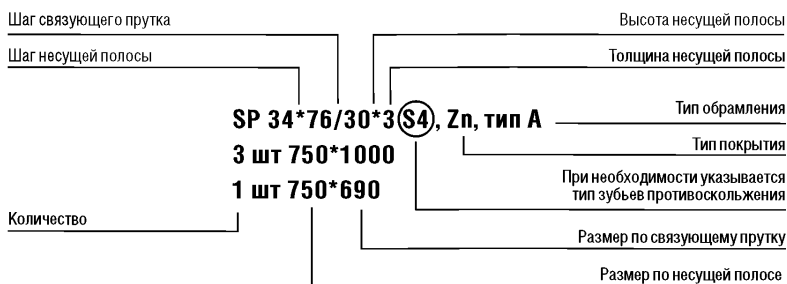 Шаг связующего прутка
Высота несущей полосы
Шаг несущей полосы
Толщина несущей полосы
SP 34*76/30*3 S4, Zn, тип А
Тип обрамления
3 шт 750*1000
Тип покрытия
1 шт 750*690
При необходимости указывается
тип зубьев противоскольжения
Количество
Размер по связующему прутку
Размер по несущей полосе